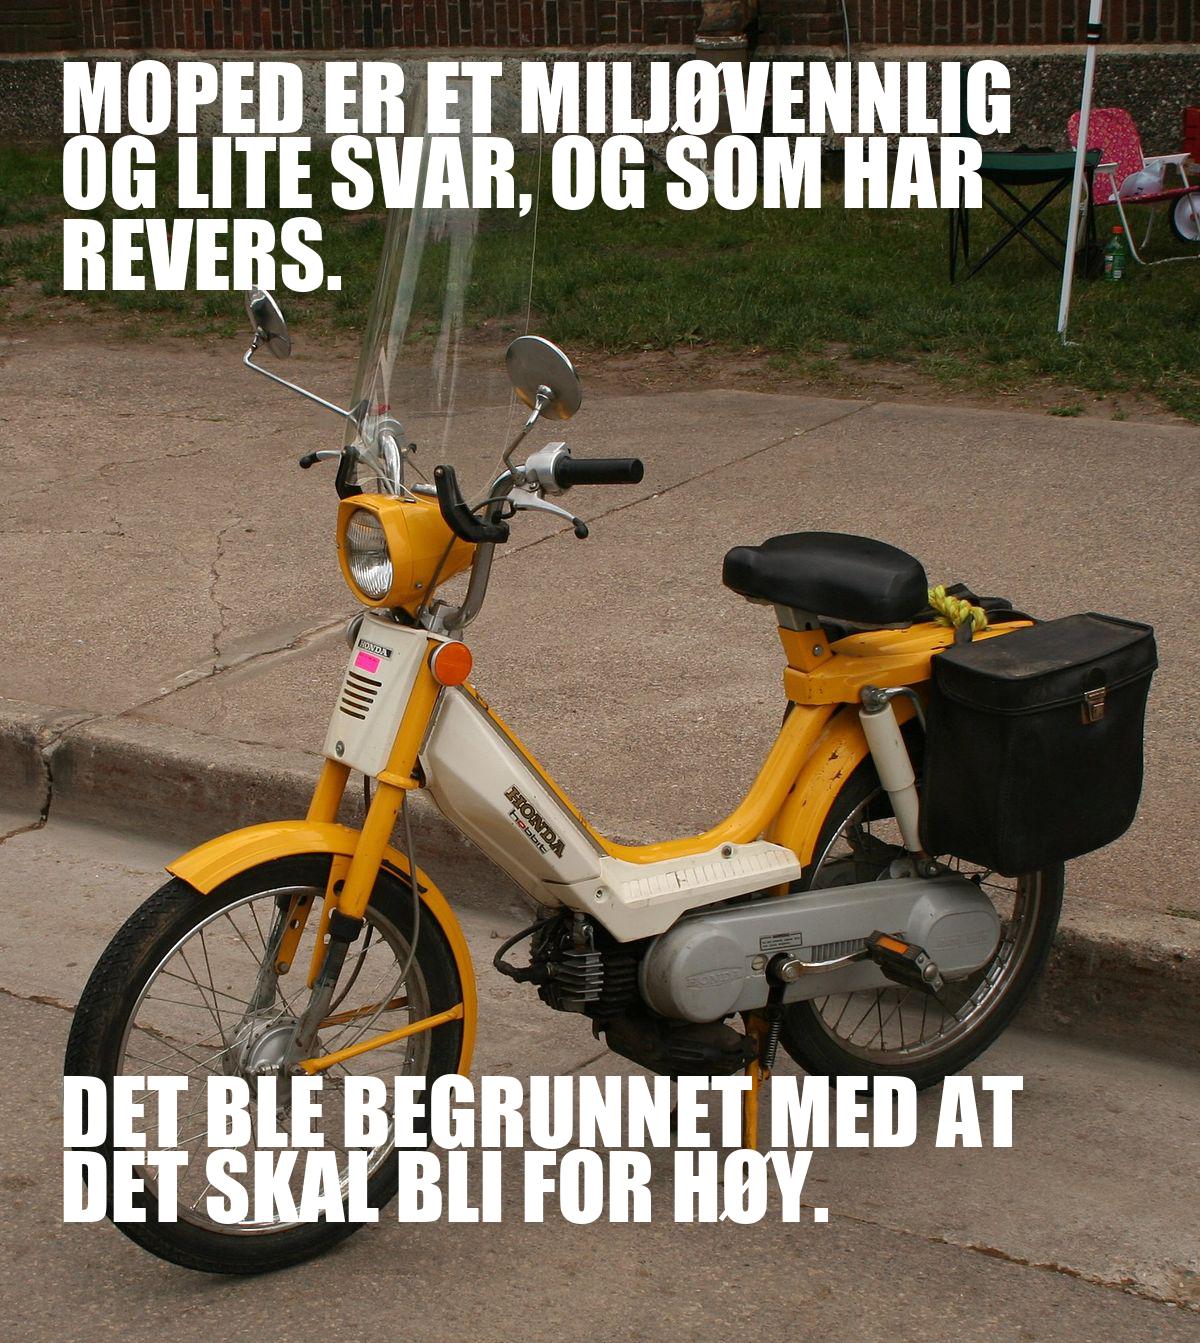 MOPED ER ET MILJØVENNLIG
OG LITE SVAR, OG SOM HAR
REVERS.
HONDA
HONDA
hobbit
HONDA
DET BLE BEGRUNNET MED AT
DET SKAL BLI FOR HØY.